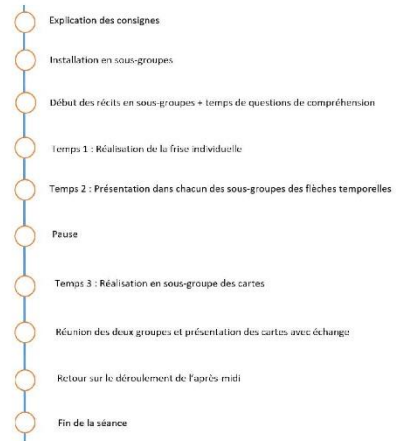 Explication des consignes
Installation en sous-groupes
Début des récits en sous-groupes + temps de questions de compréhension
Temps 1 : Réalisation de la frise individuelle
Temps 2 : Présentation dans chacun des sous-groupes des flèches temporelles
Pause
Temps 3 : Réalisation en sous-groupe des cartes
Réunion des deux groupes et présentation des cartes avec échange
Retour sur le déroulement de l'après-midi
Fin de la séance